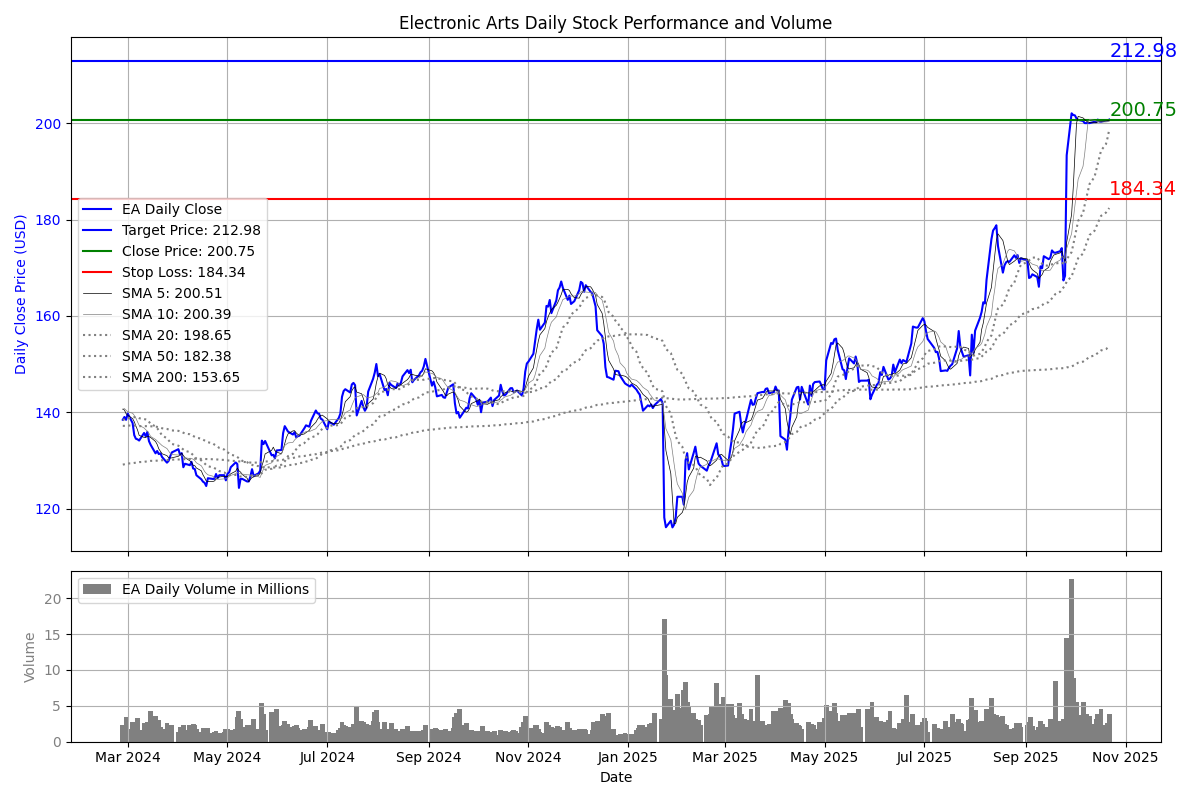 Electronic Arts Daily Stock Performance and Volume
212.98
200.75
184.34
200
180
160
140
120
Daily Close Price (USD)
EA Daily Close
Target Price: 212.98
Close Price: 200.75
Stop Loss: 184.34
SMA 5: 200.51
SMA 10: 200.39
SMA 20: 198.65
SMA 50: 182.38
SMA 200: 153.65
EA Daily Volume in Millions
20
15
10
5
0
Volume
Mar 2024 May 2024 Jul 2024 Sep 2024 Nov 2024 Jan 2025 Mar 2025 May 2025 Jul 2025 Sep 2025 Nov 2025
Date